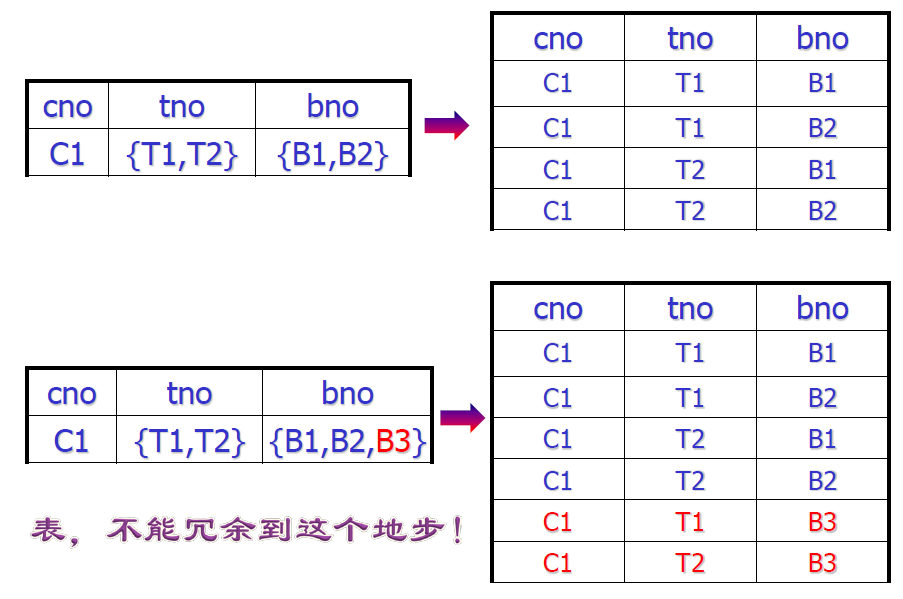 cno tno bno
C1 {T1,T2} {B1,B2}
cno tno bno
C1 T1 B1
C1 T1 B2
C1 T2 B1
C1 T2 B2
cno tno bno
C1 {T1,T2} {B1,B2,B3}
cno tno bno
C1 T1 B1
C1 T1 B2
C1 T2 B1
C1 T2 B2
C1 T1 B3
C1 T2 B3
表，不能冗余到这个地步！